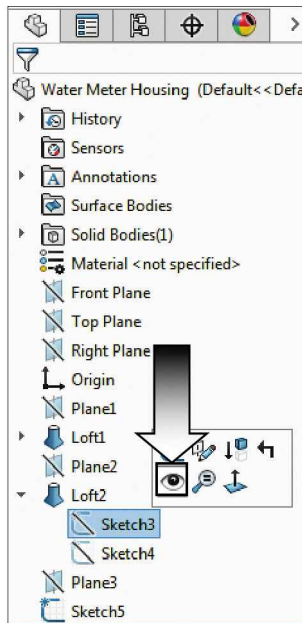 Water Meter Housing (Default<<Defa
History
Sensors
A Annotations
Surface Bodies
Solid Bodies(1)
Material <not specified>
Front Plane
Top Plane
Right Plane
Origin
Plane1
Loft1
Plane2
Loft2
Sketch3
Sketch4
Plane3
Sketch5